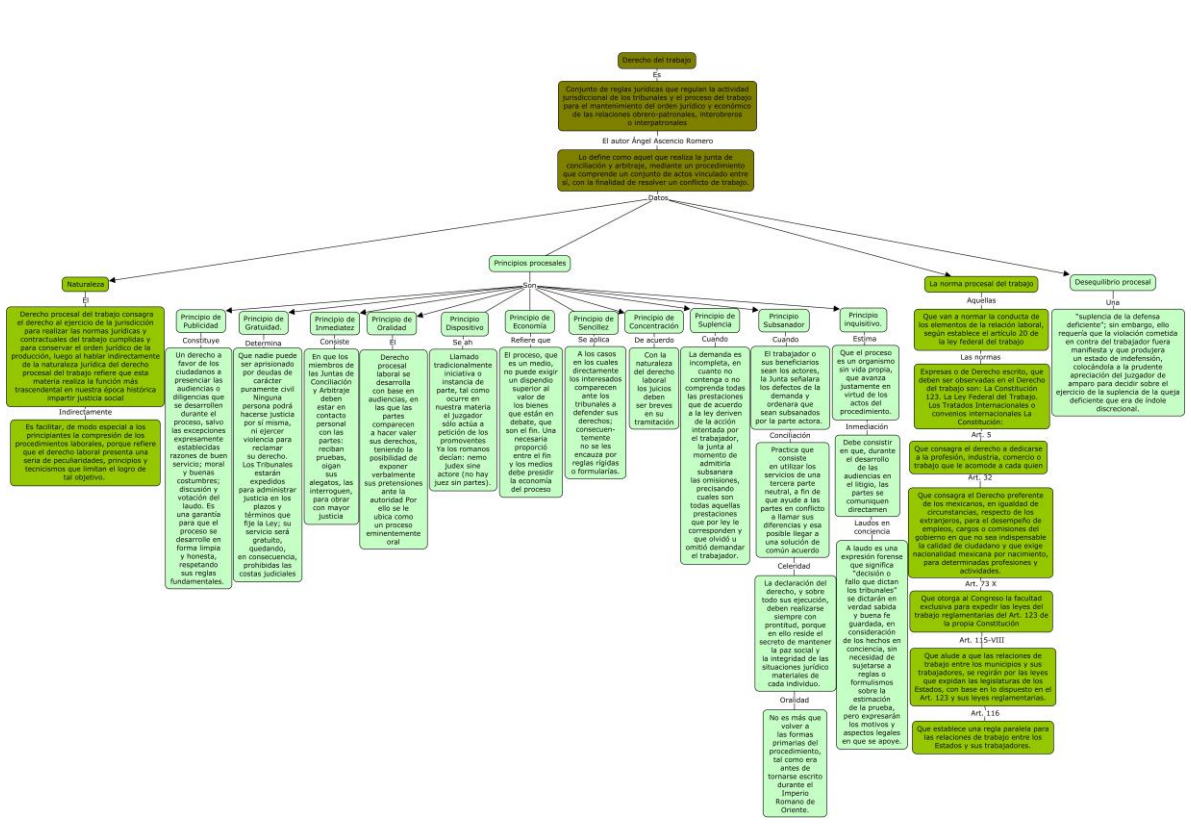 Derecho del trabajo
Es
Conjunto de reglas jurídicas que regulan la actividad
jurisdiccional de los tribunales y el proceso del trabajo
para el mantenimiento del orden jurídico y económico
de las relaciones obrero-patronales, interobreros
o interpatronales
El autor Ángel Ascencio Romero
Lo define como aquel que realiza la junta de
conciliación y arbitraje, mediante un procedimiento
que comprende un conjunto de actos vinculado entre
sí, con la finalidad de resolver un conflicto de trabajo.
Datos
Naturaleza
El
Derecho procesal del trabajo consagra
el derecho al ejercicio de la jurisdicción
para realizar las normas jurídicas y
contractuales del trabajo cumplidas y
para conservar el orden jurídico de la
producción, luego al hablar indirectamente
de la naturaleza jurídica del derecho
procesal del trabajo refiere que esta
materia realiza la función más
trascendental en nuestra época histórica
impartir justicia social
Indirectamente
Es facilitar, de modo especial a los
principiantes la compresión de los
procedimientos laborales, porque refiere
que el derecho laboral presenta una
seria de peculiaridades, principios y
tecnicismos que limitan el logro de
tal objetivo.
Principios procesales
Son
Principio de
Publicidad
Constituye
Un derecho a
favor de los
ciudadanos a
presenciar las
audiencias o
diligencias que
se desarrollen
durante el
proceso, salvo
las excepciones
expresamente
establecidas
razones de buen
servicio; moral
y buenas
costumbres;
discusión y
votación del
laudo. Es
una garantía
para que el
proceso se
desarrolle en
forma limpia
y honesta,
respetando
sus reglas
fundamentales.
Principio de
Gratuidad.
Determina
Que nadie puede
ser aprisionado
por deudas de
carácter
puramente civil
Ninguna
persona podrá
hacerse justicia
por sí misma,
ni ejercer
violencia para
reclamar
su derecho.
Los Tribunales
estarán
expedidos
para administrar
justicia en los
plazos y
términos que
fije la Ley; su
servicio será
gratuito,
quedando,
en consecuencia,
prohibidas las
costas judiciales
Principio de
Inmediatez
Consiste
En que los
miembros de
las Juntas de
Conciliación
y Arbitraje
deben
estar en
contacto
personal
con las
partes:
reciban
pruebas,
oigan
sus
alegatos, las
interroguen,
para obrar
con mayor
justicia
Principio de
Oralidad
El
Derecho
procesal
laboral se
desarrolla
con base en
audiencias, en
las que las
partes
comparecen
a hacer valer
sus derechos,
teniendo la
posibilidad de
exponer
verbalmente
sus pretensiones
ante la
autoridad Por
ello se le
ubica como
un proceso
eminentemente
oral
Principio
Dispositivo
Se ah
Llamado
tradicionalmente
iniciativa o
instancia de
parte, tal como
ocurre en
nuestra materia
el juzgador
sólo actúa a
petición de los
promoventes
Ya los romanos
decían: nemo
judex sine
actore (no hay
juez sin partes).
Principio de
Economía
Refiere que
El proceso, que
es un medio,
no puede exigir
un dispendio
superior al
valor de los
bienes
que están en
debate, que
son el fin. Una
necesaria
proporció
entre el fin
y los medios
debe presidir
la economía
del proceso
Principio
de Sencillez
Se aplica
A los casos
en los cuales
directamente
los interesados
comparecen
ante los
tribunales a
defender sus
derechos;
consecuen-
temente
no se les
encauza por
reglas rígidas
o formularias.
Principio de
Concentración
De acuerdo
Con la
naturaleza
del derecho
laboral
los juicios
deben ser
breves en
su
tramitación
Principio de
Suplencia
Cuando
La demanda es
incompleta, en
cuanto no
contenga o no
comprenda todas
las prestaciones
que de acuerdo
a la ley deriven
de la acción
intentada por
el trabajador,
la junta al
momento de
admitirla
subsanara
las omisiones,
precisando
cuales son
todas aquellas
prestaciones
que por ley le
corresponden y
que olvidó u
omitió demandar
el trabajador.
Principio
Subsanador
Cuando
El trabajador o
sus beneficiarios
sean los actores,
la Junta señalara
los defectos de la
demanda y
ordenara que
sean subsanados
por la parte actora.
Conciliación
Practica que
consiste
en utilizar los
servicios de una
tercera parte
neutral, a fin de
que ayude a las
partes en conflicto
a llamar sus
diferencias y esa
posible llegar a
una solución de
común acuerdo
Celeridad
La declaración del
derecho, y sobre
todo sus ejecución,
deben realizarse
siempre con
prontitud, porque
en ello reside el
secreto de mantener
la paz social y
la integridad de las
situaciones jurídico
materiales de
cada individuo.
Oralidad
No es más que
volver a
las formas
primarias del
procedimiento,
tal como era
antes de
tornarse escrito
durante el
Imperio
Romano de
Oriente.
Principio
inquisitivo.
Estima
Que el proceso
es un organismo
sin vida propia,
que avanza
justamente en
virtud de los
actos del
procedimiento.
Inmediación
Debe consistir
en que, durante
el desarrollo
de las
audiencias en
el litigio, las
partes se
comuniquen
directamen
Laudos en
conciencia
A laudo es una
expresión forense
que significa
"decisión o
fallo que dictan
los tribunales"
se dictarán en
verdad sabida
y buena fe
guardada, en
consideración
de los hechos en
conciencia, sin
necesidad de
sujetarse a
reglas o
formulismos
sobre la
estimación
de la prueba,
pero expresarán
los motivos y
aspectos legales
en que se apoye.
La norma procesal del trabajo
Aquellas
Que van a normar la conducta de
los elementos de la relación laboral,
según establece el artículo 20 de
la ley federal del trabajo
Las normas
Expresas o de Derecho escrito, que
deben ser observadas en el Derecho
del trabajo son: La Constitución
123. La Ley Federal del Trabajo.
Los Tratados Internacionales o
convenios internacionales La
Constitución:
Art. 5
Que consagra el derecho a dedicarse
a la profesión, industria, comercio o
trabajo que le acomode a cada quien
Art. 32
Que consagra el Derecho preferente
de los mexicanos, en igualdad de
circunstancias, respecto de los
extranjeros, para el desempeño de
empleos, cargos o comisiones del
gobierno en que no sea indispensable
la calidad de ciudadano y que exige
nacionalidad mexicana por nacimiento,
para determinadas profesiones y
actividades.
Art. 73 X
Que otorga al Congreso la facultad
exclusiva para expedir las leyes del
trabajo reglamentarias del Art. 123 de
la propia Constitución
Art. 115-VIII
Que alude a que las relaciones de
trabajo entre los municipios y sus
trabajadores, se regirán por las leyes
que expidan las legislaturas de los
Estados, con base en lo dispuesto en el
Art. 123 y sus leyes reglamentarias.
Art. 116
Que establece una regla paralela para
las relaciones de trabajo entre los
Estados y sus trabajadores.
Desequilibrio procesal
Una
"suplencia de la defensa
deficiente"; sin embargo, ello
requería que la violación cometida
en contra del trabajador fuera
manifiesta y que produjera
un estado de indefensión,
colocándola a la prudente
apreciación del juzgador de
amparo para decidir sobre el
ejercicio de la suplencia de la queja
deficiente que era de índole
discrecional.